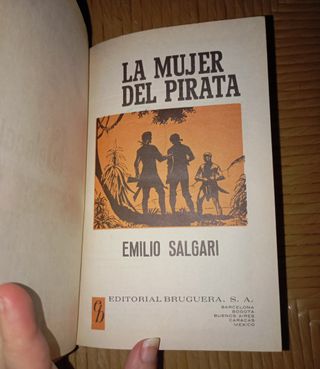 LA MUJER
DEL PIRATA
EMILIO SALGARI
EDITORIAL BRUGUERA, S. A.
BARCELONA
BOGOTA
BUENOS AIRES
CARACAS
MEXICO